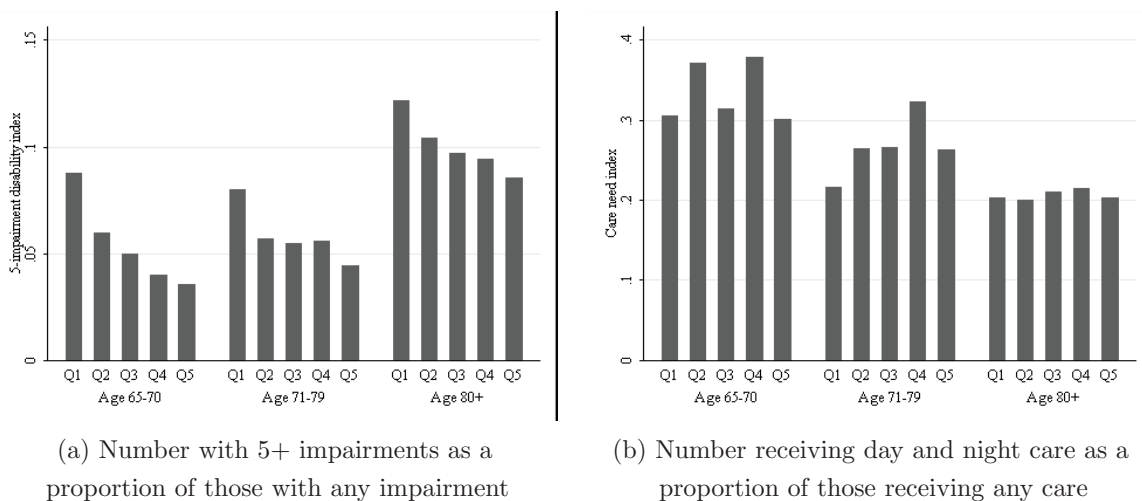 5-impairment disability index
.15
.1
.05
0
Q1 Q2 Q3 Q4 Q5 Q1 Q2 Q3 Q4 Q5 Q1 Q2 Q3 Q4 Q5
Age 65-70 Age 71-79 Age 80+
(a) Number with 5+ impairments as a
proportion of those with any impairment
Care need index
.4
.3
.2
.1
0
Q1 Q2 Q3 Q4 Q5 Q1 Q2 Q3 Q4 Q5 Q1 Q2 Q3 Q4 Q5
Age 65-70 Age 71-79 Age 80+
(b) Number receiving day and night care as a
proportion of those receiving any care